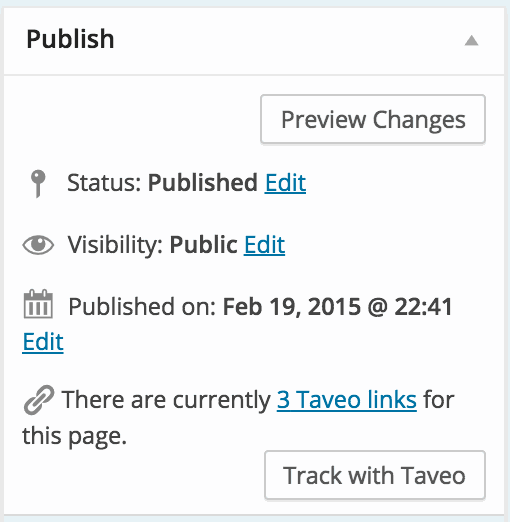 Publish
Preview Changes
Status: Published Edit
Visibility: Public Edit
Published on: Feb 19, 2015 @ 22:41
Edit
There are currently 3 Taveo links for
this page.
Track with Taveo